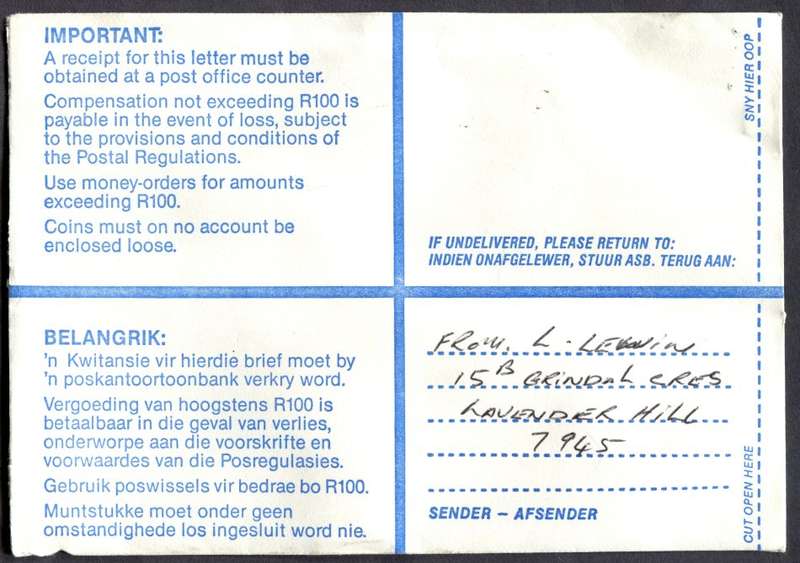 IMPORTANT:
A receipt for this letter must be
obtained at a post office counter.
Compensation not exceeding R100 is
payable in the event of loss, subject
to the provisions and conditions of
the Postal Regulations.
Use money-orders for amounts
exceeding R100.
Coins must on no account be
enclosed loose.
SNY HIER OOP
IF UNDELIVERED, PLEASE RETURN TO:
INDIEN ONAFGELEWER, STUUR ASB. TERUG AAN:
BELANGRIK:
'n Kwitansie vir hierdie brief moet by
'n poskantoortoonbank verkry word.
Vergoeding van hoogstens R100 is
betaalbaar in die geval van verlies,
onderworpe aan die voorskrifte en
voorwaardes van die Posregulasies.
Gebruik poswissels vir bedrae bo R100.
Muntstukke moet onder geen
omstandighede los ingesluit word nie.
FROM. L.
15B GRINDAL CRES
LAVENDER HILL
7945
SENDER – AFSENDER
CUT OPEN HERE